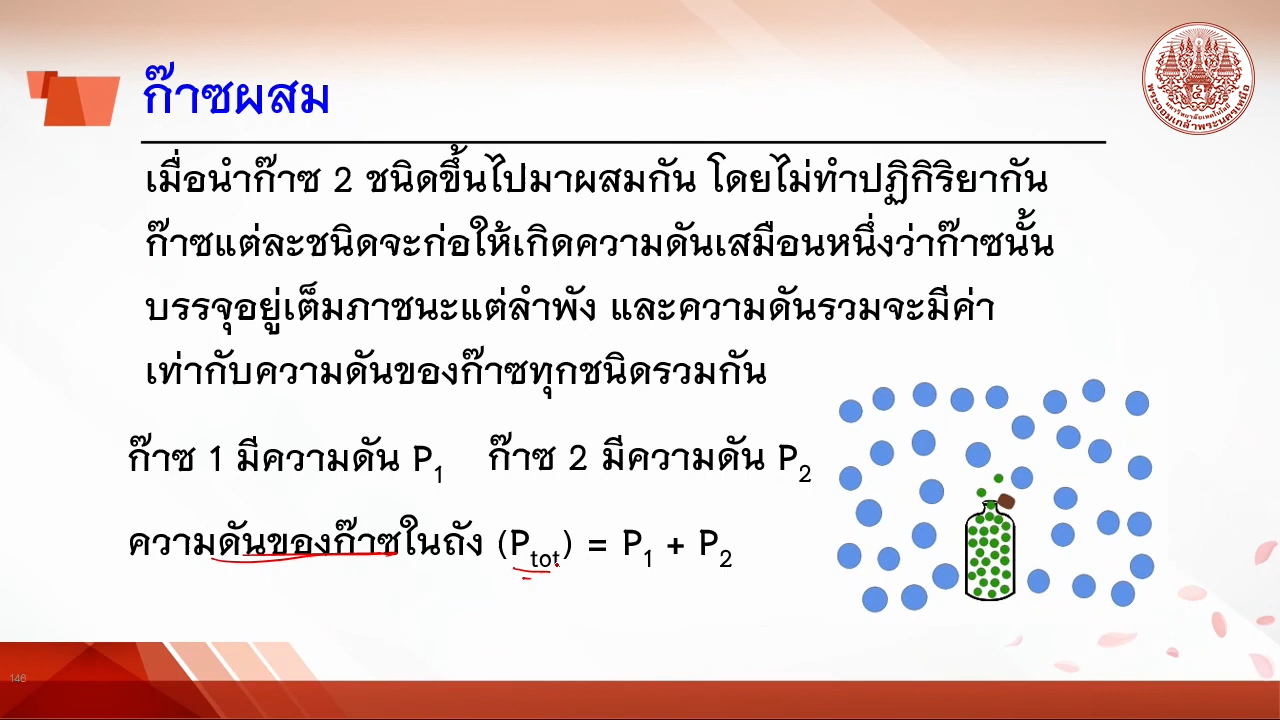 ก๊าซผสม
เมื่อนำก๊าซ 2 ชนิดขึ้นไปมาผสมกัน โดยไม่ทำปฏิกิริยากัน
ก๊าซแต่ละชนิดจะก่อให้เกิดความดันเสมือนหนึ่งว่าก๊าซนั้น
บรรจุอยู่เต็มภาชนะแต่ลำพัง และความดันรวมจะมีค่า
เท่ากับความดันของก๊าซทุกชนิดรวมกัน
ก๊าซ 1 มีความดัน P₁ ก๊าซ 2 มีความดัน P₂
ความดันของก๊าซในถัง (Pₜₒₜ) = P₁ + P₂
146